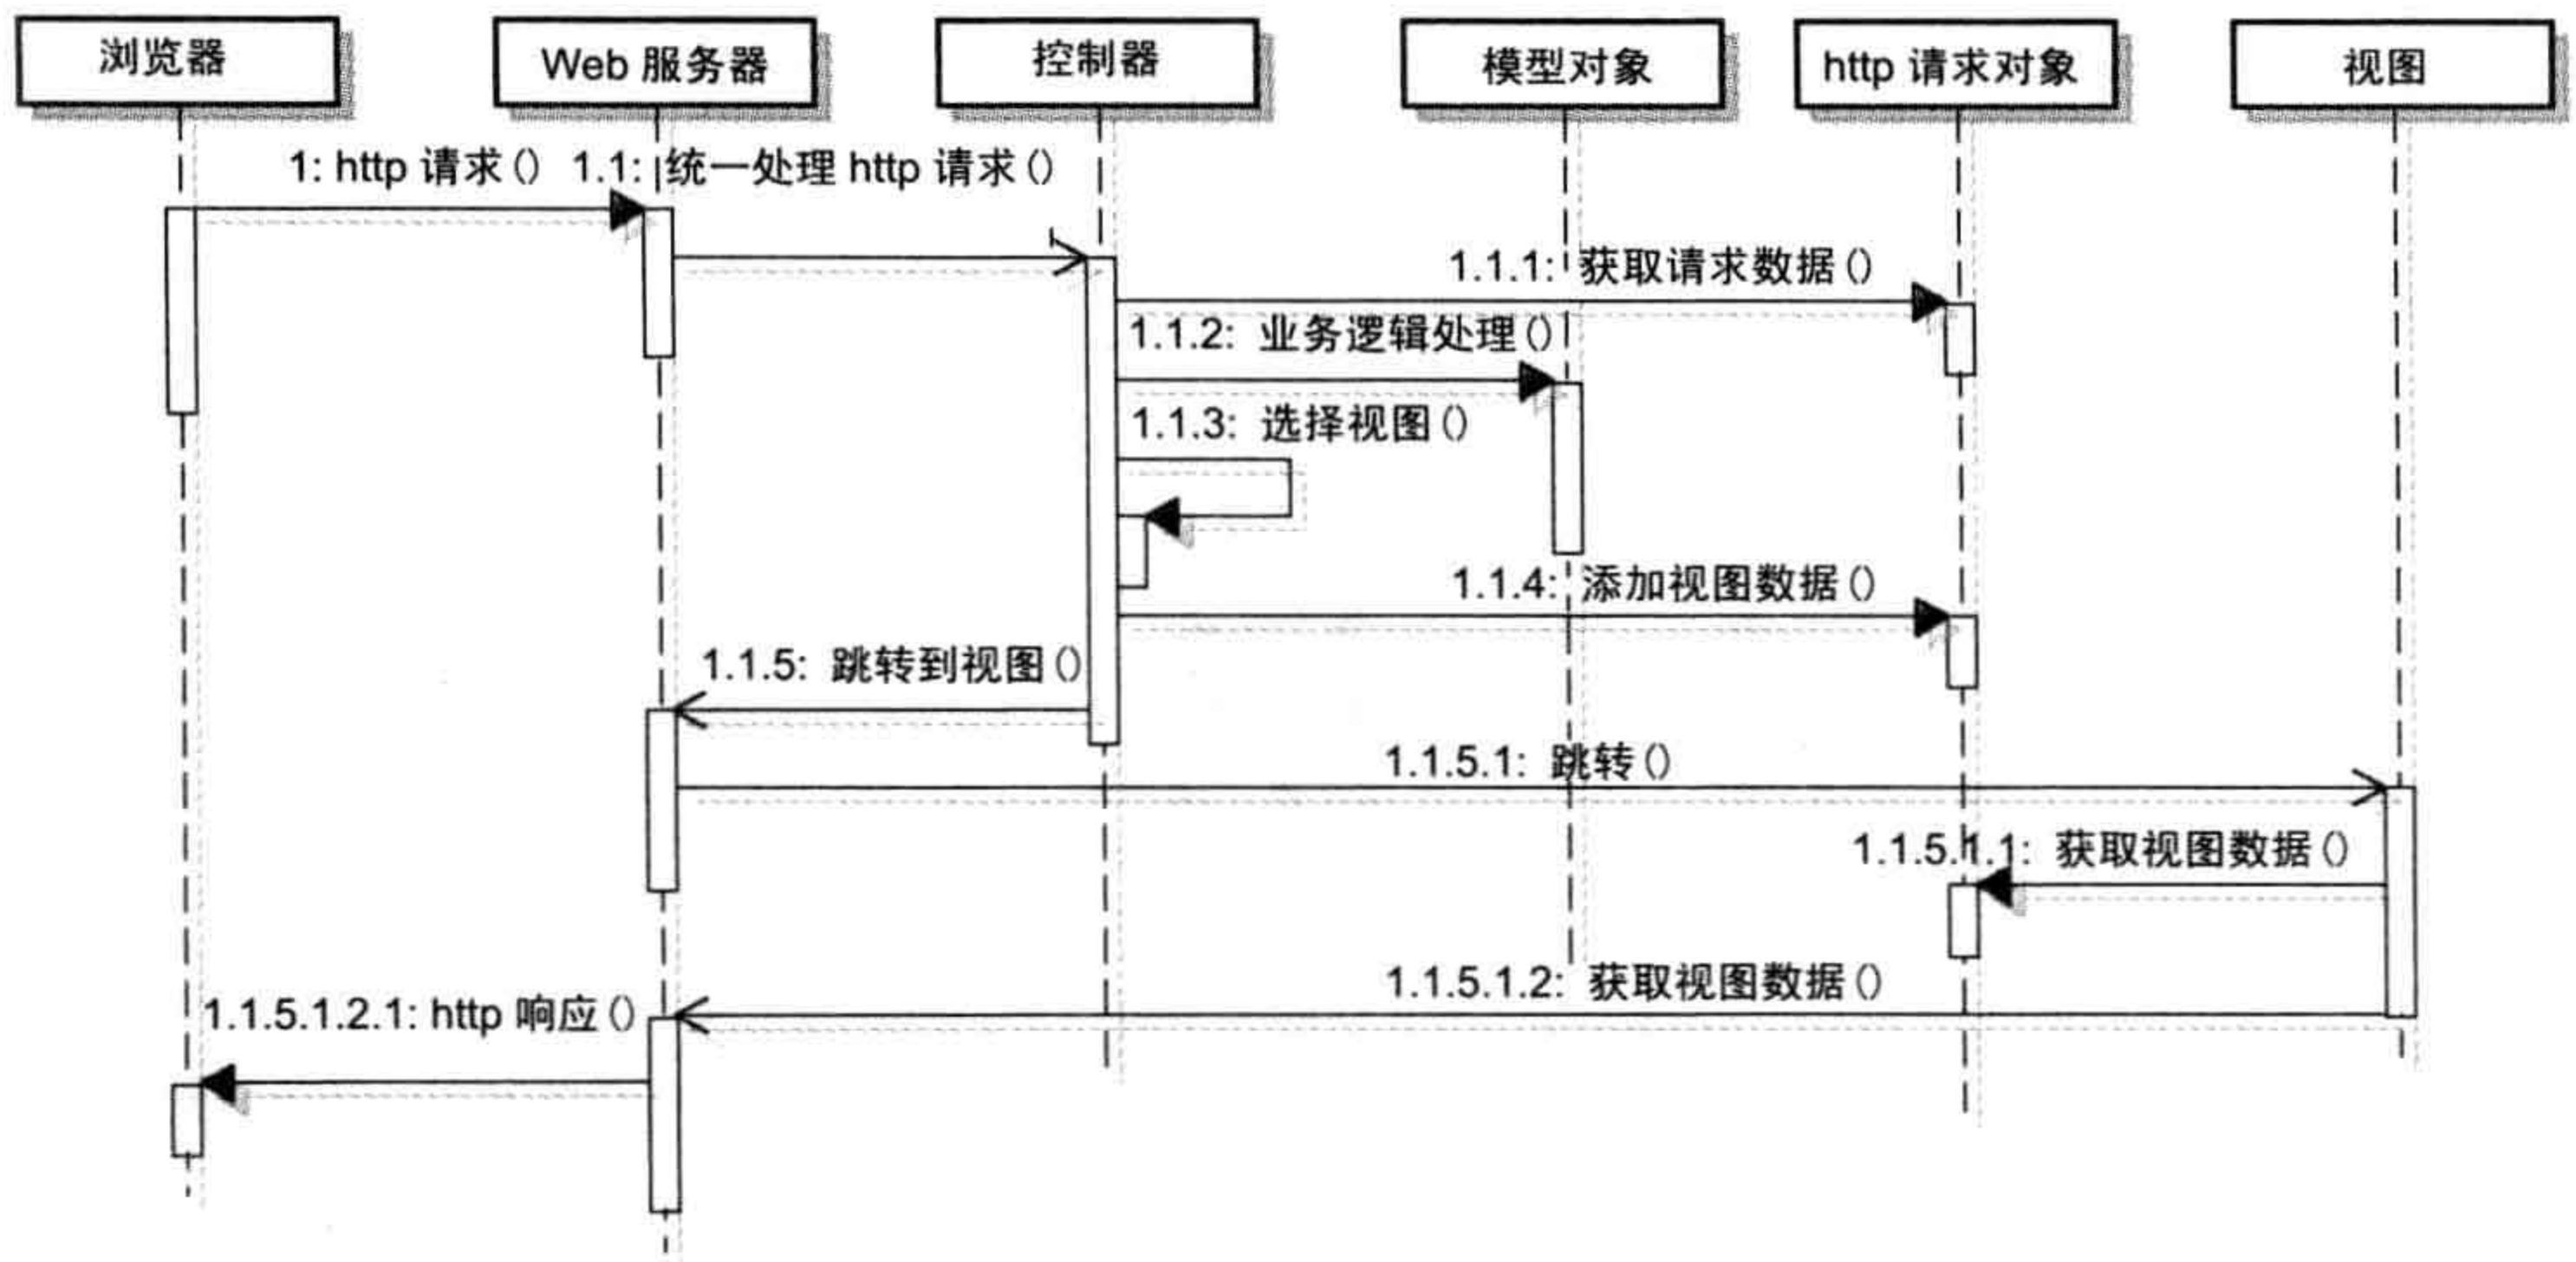 浏览器
Web 服务器
控制器
模型对象
http 请求对象
视图
1: http 请求()
1.1: 统一处理 http 请求()
1.1.1: 获取请求数据()
1.1.2: 业务逻辑处理()
1.1.3: 选择视图()
1.1.4: 添加视图数据()
1.1.5: 跳转到视图()
1.1.5.1: 跳转()
1.1.5.1.1: 获取视图数据()
1.1.5.1.2: 获取视图数据()
1.1.5.1.2.1: http 响应()